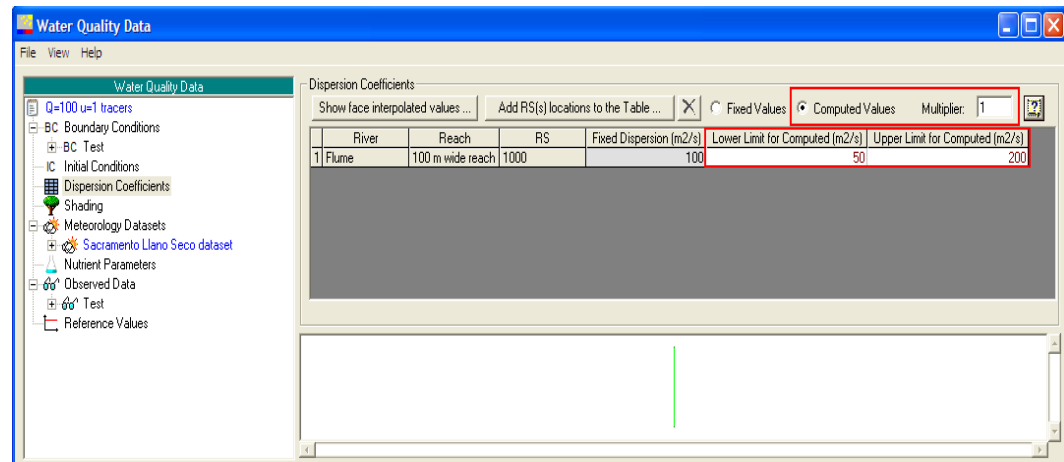 Water Quality Data
File View Help
Water Quality Data
Q=100 u=1 tracers
BC Boundary Conditions
BC Test
IC Initial Conditions
Dispersion Coefficients
Shading
Meteorology Datasets
Sacramento Llano Seco dataset
Nutrient Parameters
Observed Data
Test
Reference Values
Dispersion Coefficients
Show face interpolated values ... Add RS(s) locations to the Table ... Fixed Values Computed Values Multiplier: 1
River Reach RS Fixed Dispersion (m2/s) Lower Limit for Computed (m2/s) Upper Limit for Computed (m2/s)
1 Flume 100 m wide reach 1000 100 50 200